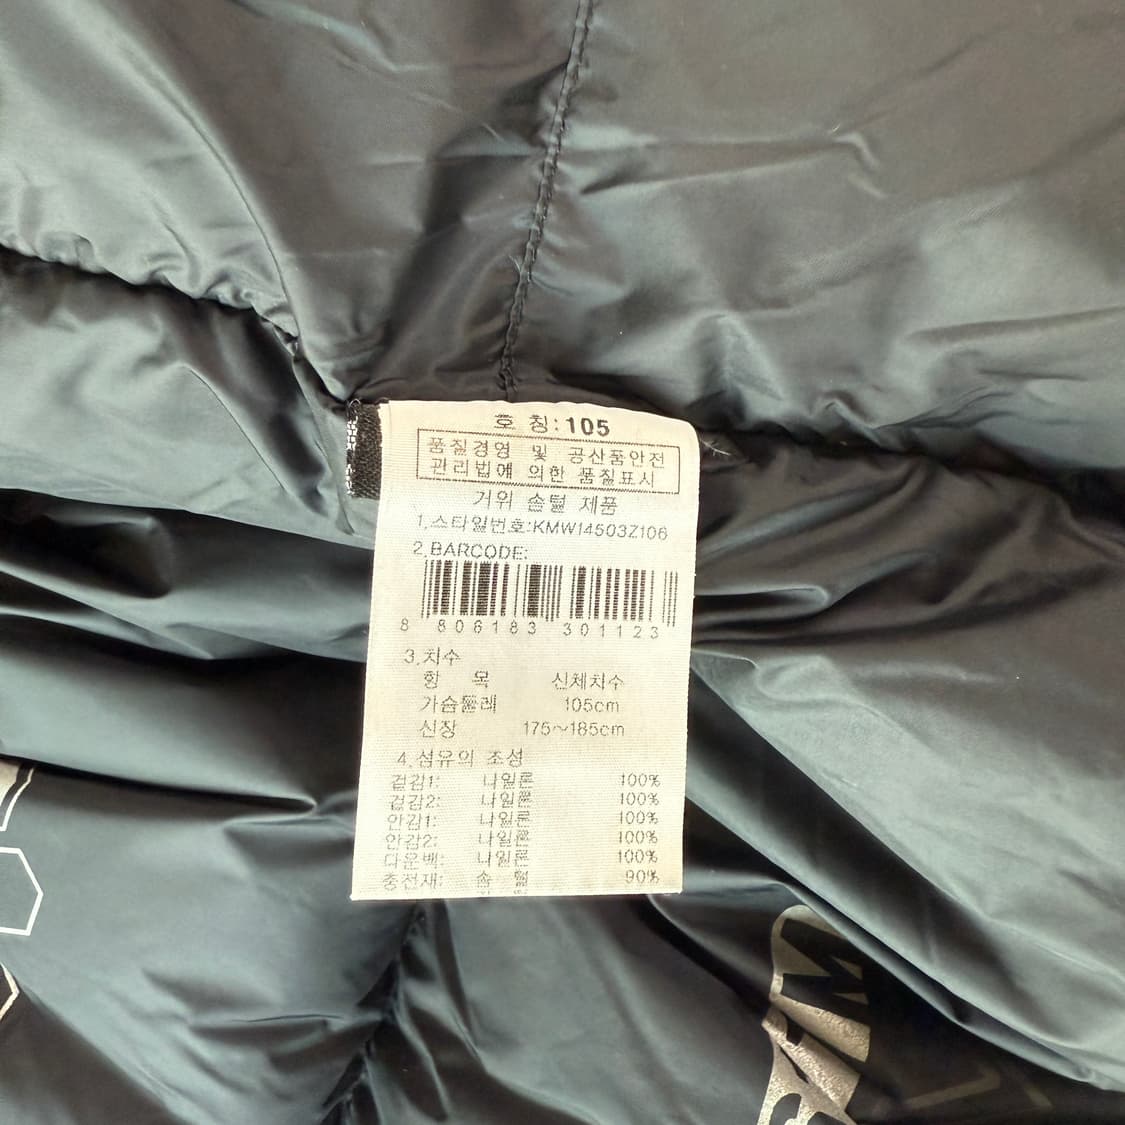 호 칭:105
품질경영 및 공산품안전
관리법에 의한 품질표시
거위 솜털 제품
1.스타일번호:KMW14503Z106
2.BARCODE:
8 806183 301123
3.치수
항 목 신체치수
가슴둘레 105cm
신장 175~185cm
4.섬유의 조성
겉감1: 나일론 100%
겉감2: 나일론 100%
안감1: 나일론 100%
안감2: 나일론 100%
다운백: 나일론 100%
충전재: 솜 털 90%